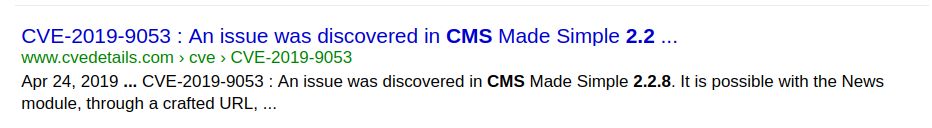 CVE-2019-9053 : An issue was discovered in CMS Made Simple 2.2 ...
www.cvedetails.com › cve › CVE-2019-9053
Apr 24, 2019 ... CVE-2019-9053 : An issue was discovered in CMS Made Simple 2.2.8. It is possible with the News
module, through a crafted URL, ...